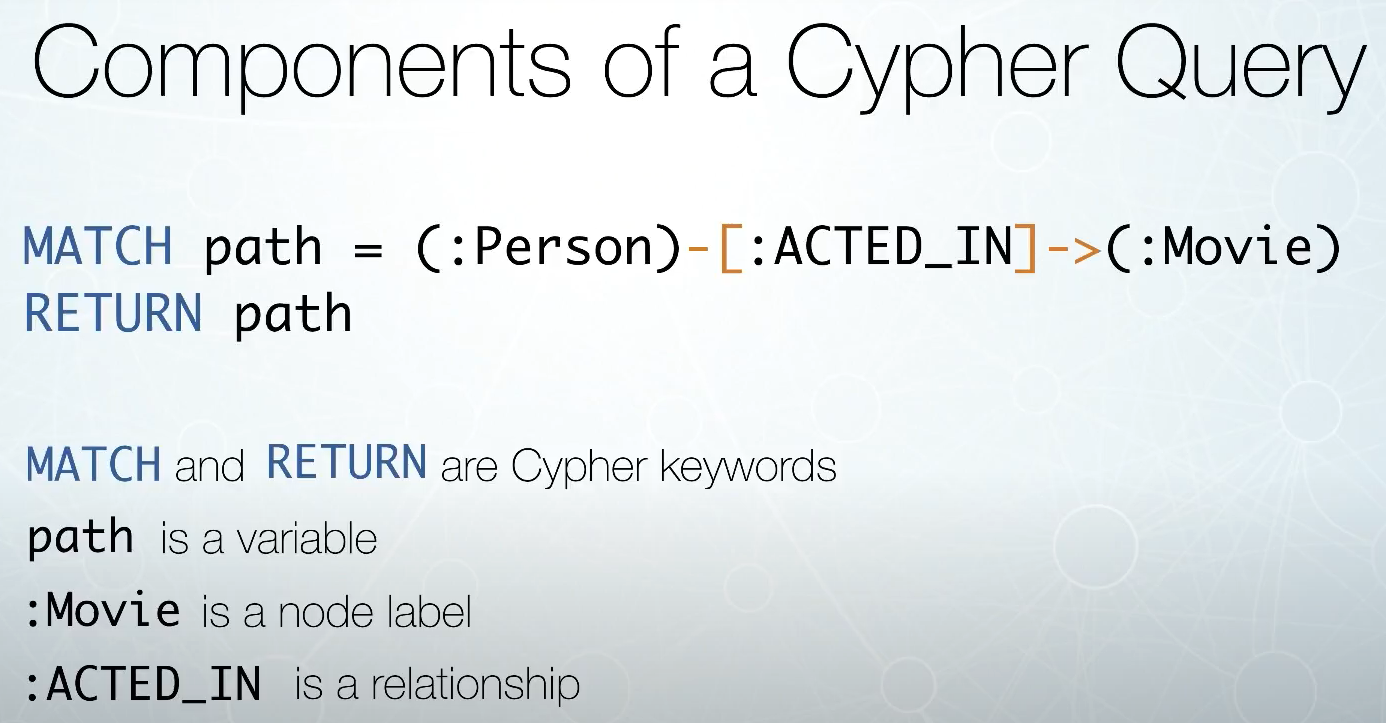 Components of a Cypher Query
MATCH path = (:Person)-[:ACTED_IN]->(:Movie)
RETURN path
MATCH and RETURN are Cypher keywords
path is a variable
:Movie is a node label
:ACTED_IN is a relationship